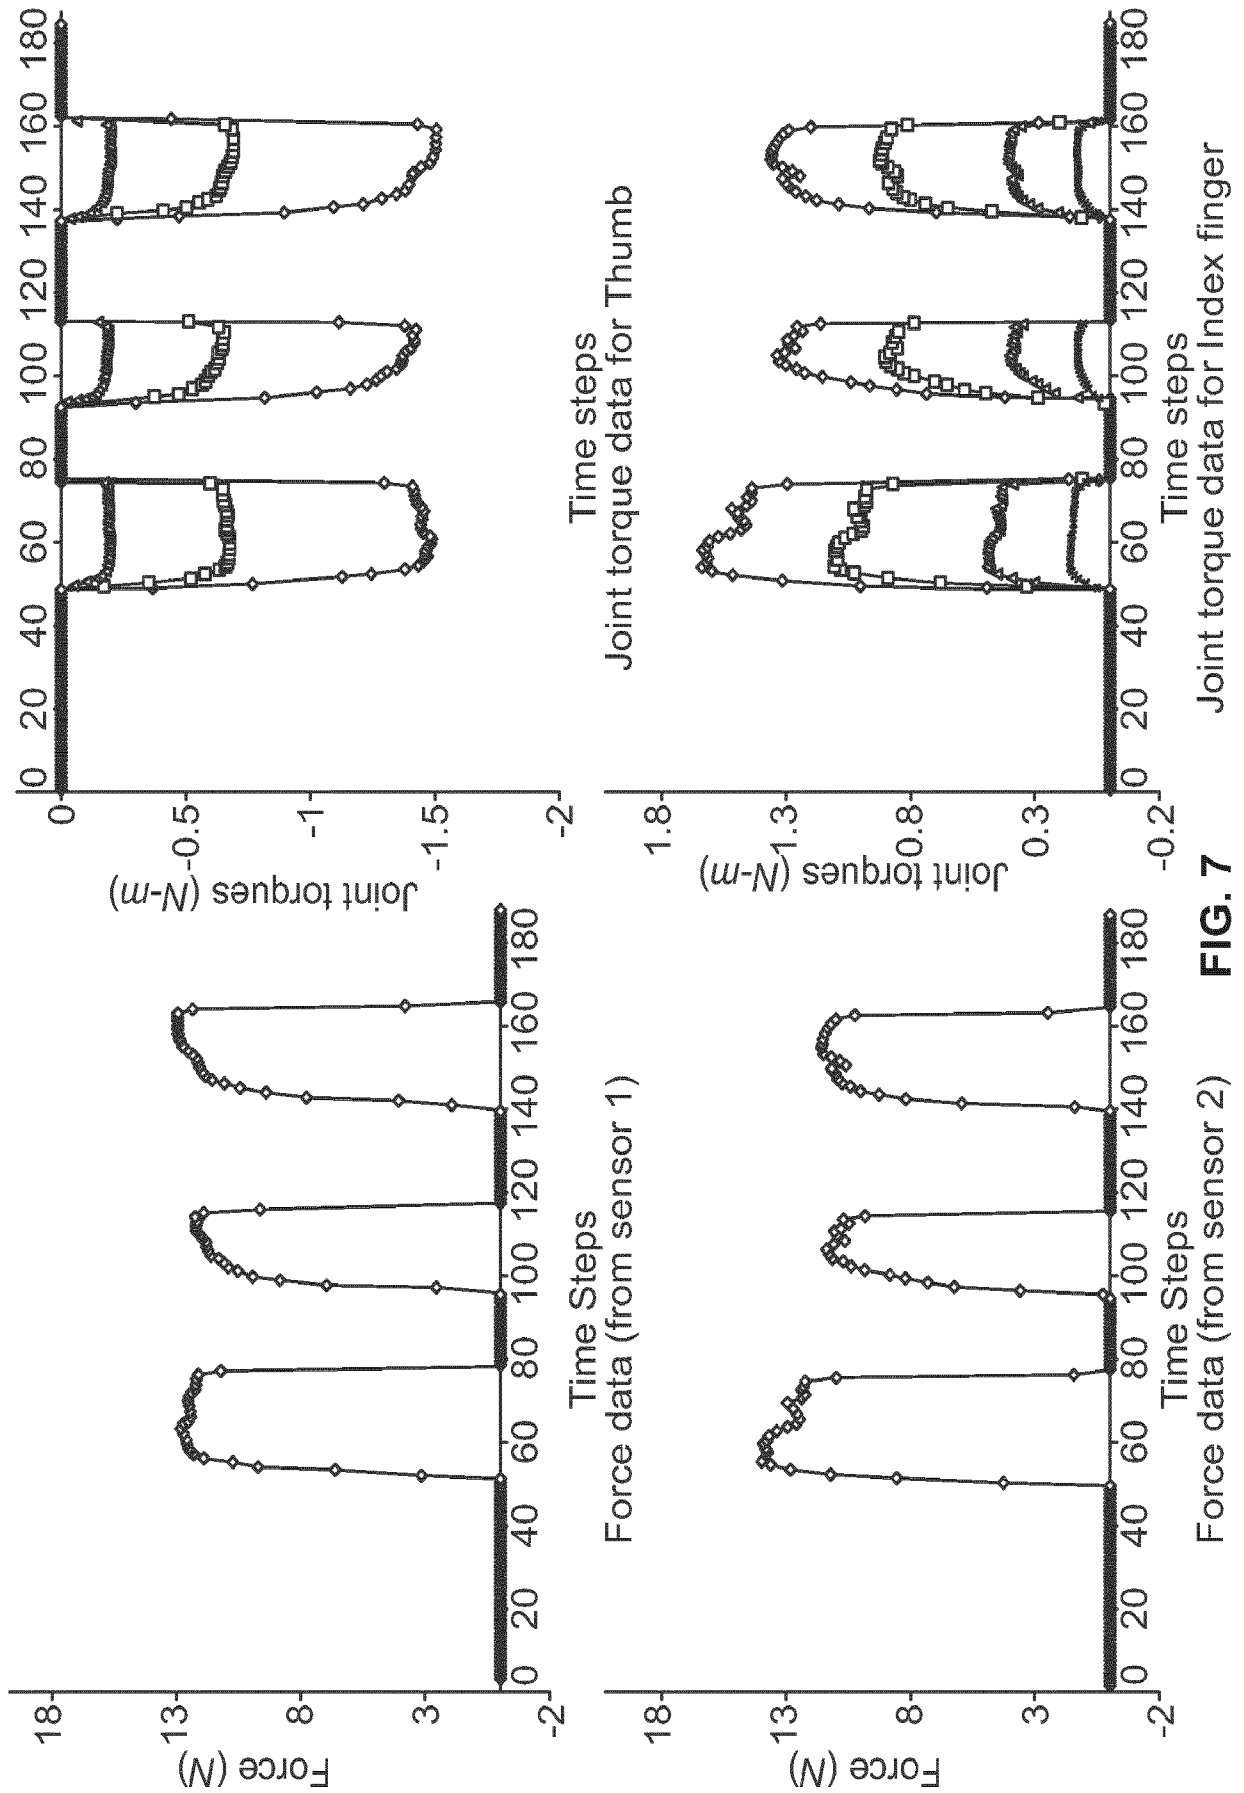 18
13
8
3
-2
Force (N)
0 20 40 60 80 100 120 140 160 180
Time Steps
Force data (from sensor 1)
0
-0.5
-1
-1.5
-2
Joint torques (N-m)
0 20 40 60 80 100 120 140 160 180
Time steps
Joint torque data for Thumb
18
13
8
3
-2
Force (N)
0 20 40 60 80 100 120 140 160 180
Time Steps
Force data (from sensor 2)
1.8
1.3
0.8
0.3
-0.2
Joint torques (N-m)
0 20 40 60 80 100 120 140 160 180
Time steps
Joint torque data for Index finger
FIG. 7